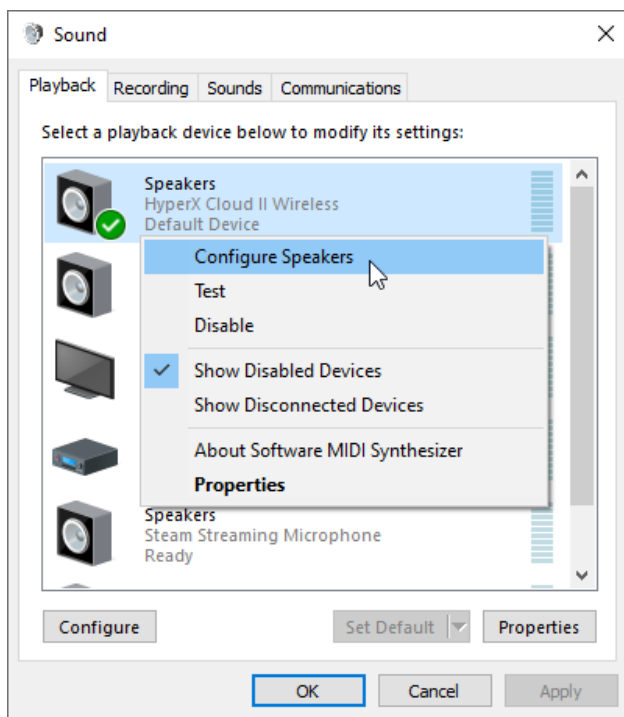 Sound
Playback Recording Sounds Communications
Select a playback device below to modify its settings:
Speakers
HyperX Cloud II Wireless
Default Device
Configure Speakers
Test
Disable
Show Disabled Devices
Show Disconnected Devices
About Software MIDI Synthesizer
Properties
Speakers
Steam Streaming Microphone
Ready
Configure Set Default Properties
OK Cancel Apply